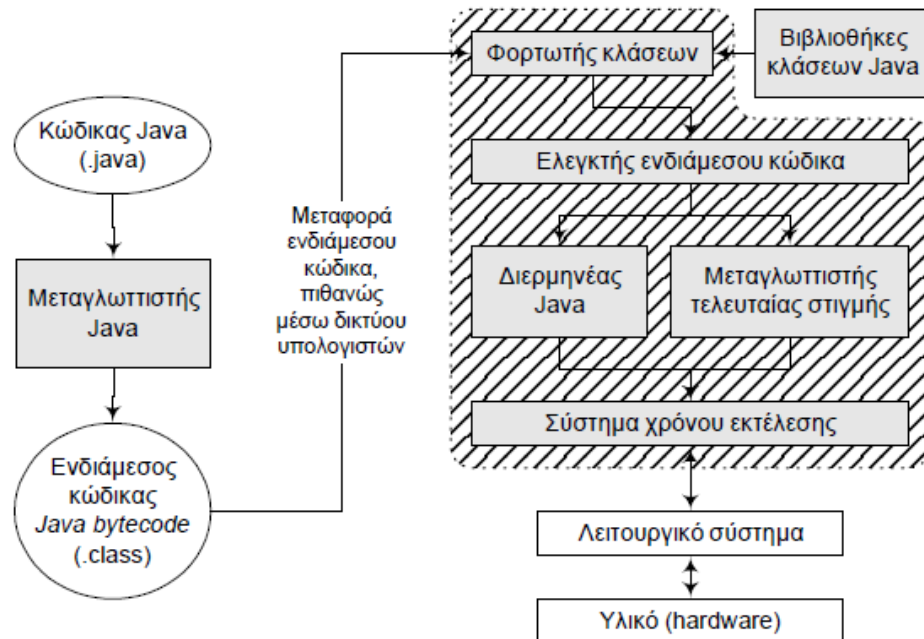 Κώδικας Java
(.java)
Μεταγλωττιστής
Java
Ενδιάμεσος
κώδικας
Java bytecode
(.class)
Μεταφορά
ενδιάμεσου
κώδικα,
πιθανώς
μέσω δικτύου
υπολογιστών
Φορτωτής κλάσεων
Βιβλιοθήκες
κλάσεων Java
Ελεγκτής ενδιάμεσου κώδικα
Διερμηνέας
Java
Μεταγλωττιστής
τελευταίας στιγμής
Σύστημα χρόνου εκτέλεσης
Λειτουργικό σύστημα
Υλικό (hardware)